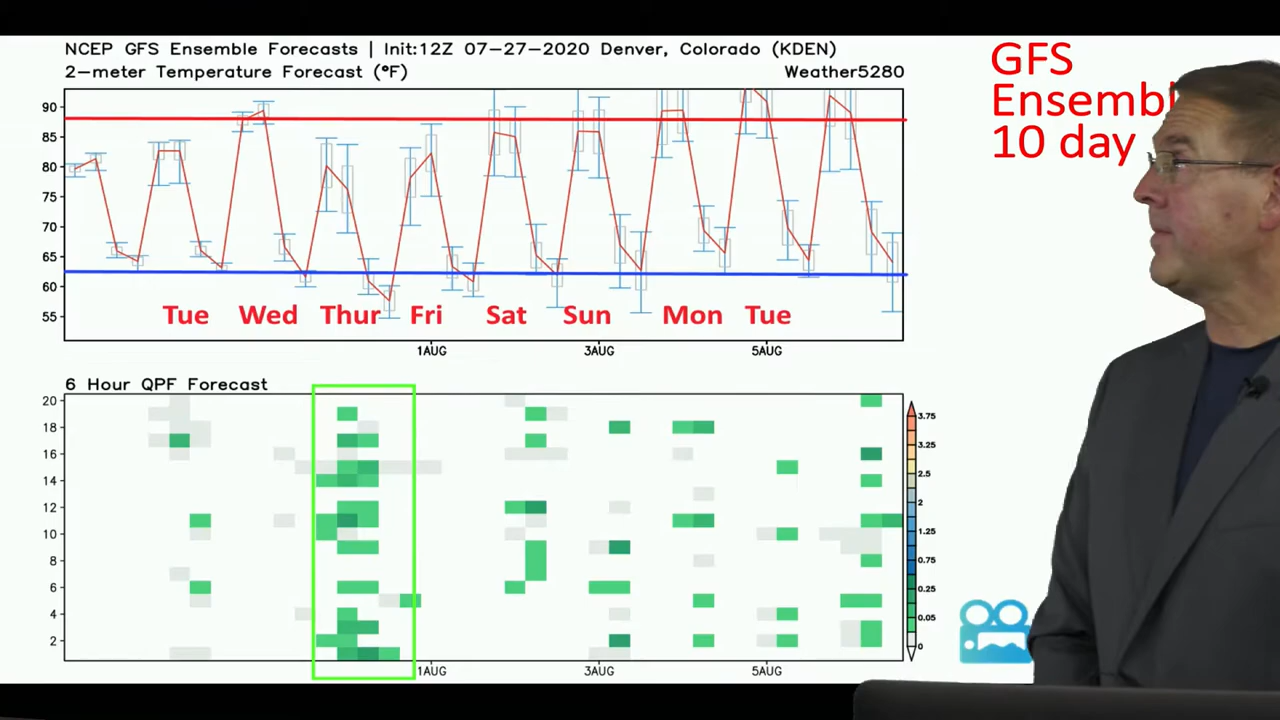 NCEP GFS Ensemble Forecasts | Init:12Z 07-27-2020 Denver, Colorado (KDEN)
2-meter Temperature Forecast (°F)
Weather5280
GFS
Ensembl
10 day
90
85
80
75
70
65
60
55
Tue Wed Thur Fri Sat Sun Mon Tue
1AUG 3AUG 5AUG
6 Hour QPF Forecast
20
18
16
14
12
10
8
6
4
2
3.75
3.25
2.5
2
1.25
0.75
0.25
0.05
0
1AUG 3AUG 5AUG